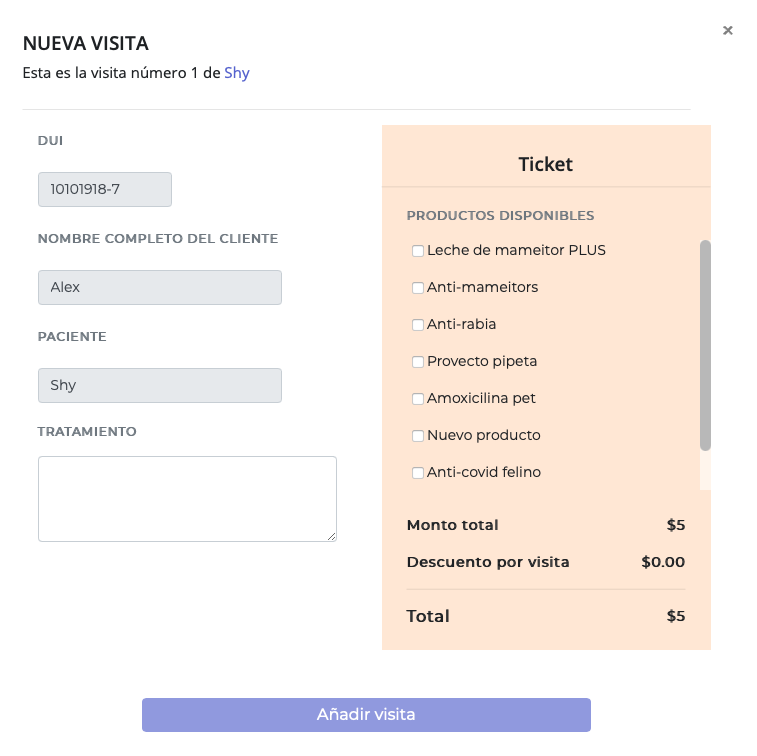 ×
NUEVA VISITA
Esta es la visita número 1 de Shy
DUI
10101918-7
NOMBRE COMPLETO DEL CLIENTE
Alex
PACIENTE
Shy
TRATAMIENTO
Ticket
PRODUCTOS DISPONIBLES
Leche de mameitor PLUS
Anti-mameitors
Anti-rabia
Provecto pipeta
Amoxicilina pet
Nuevo producto
Anti-covid felino
Monto total $5
Descuento por visita $0.00
Total $5
Añadir visita